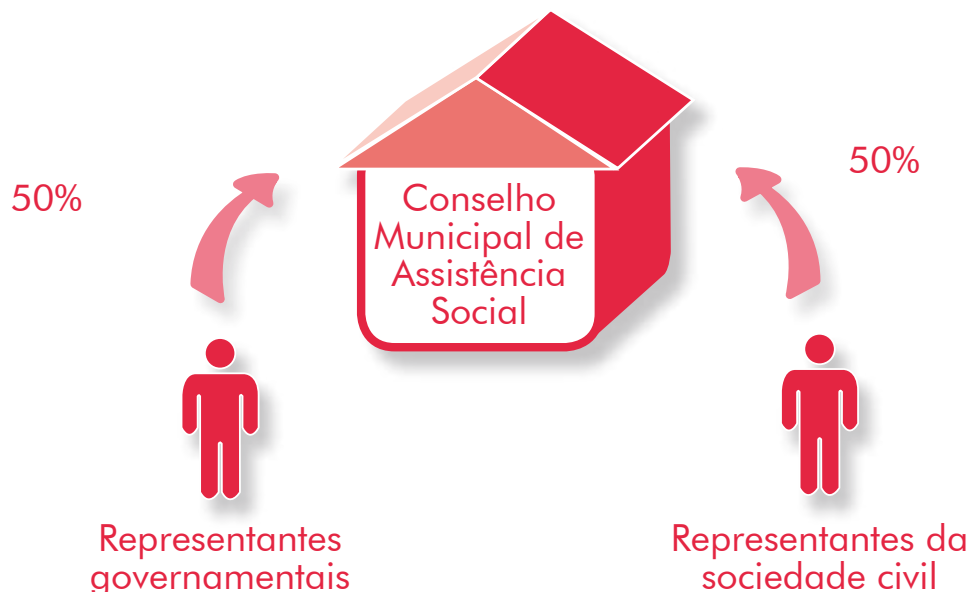 50%
50%
Conselho
Municipal de
Assistência
Social
Representantes
governamentais
Representantes da
sociedade civil